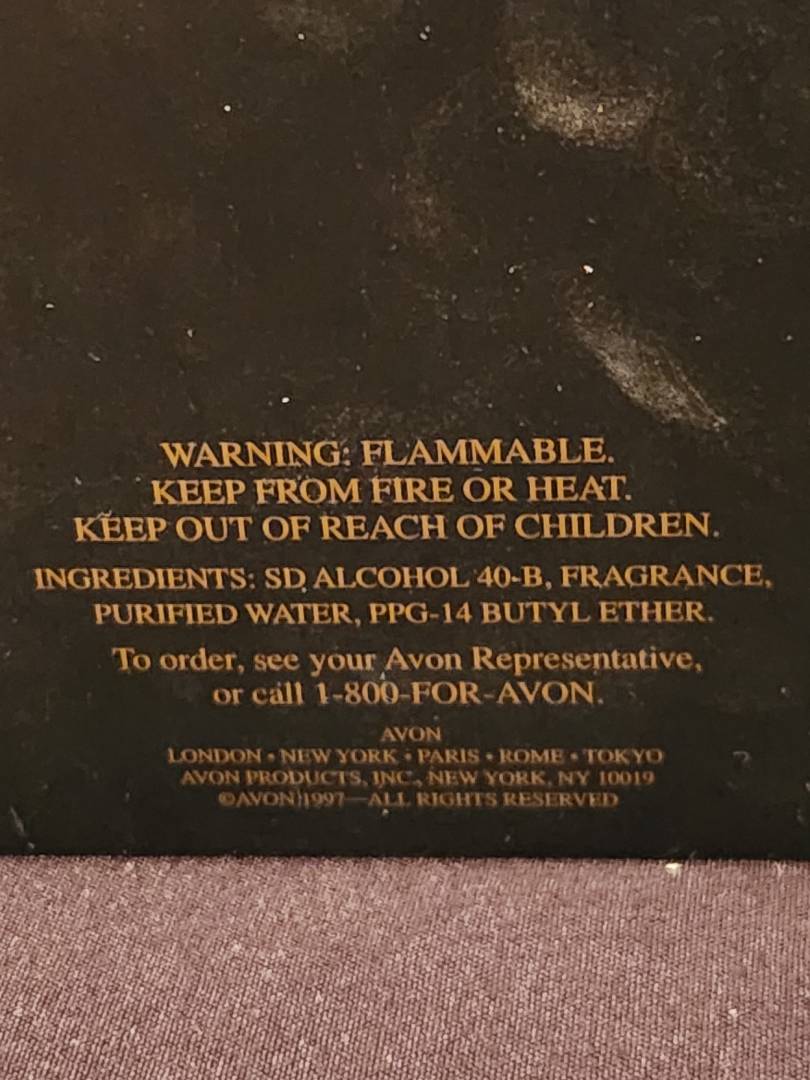 WARNING: FLAMMABLE.
KEEP FROM FIRE OR HEAT.
KEEP OUT OF REACH OF CHILDREN.
INGREDIENTS: SD ALCOHOL 40-B, FRAGRANCE,
PURIFIED WATER, PPG-14 BUTYL ETHER.
To order, see your Avon Representative,
or call 1-800-FOR-AVON.
AVON
LONDON • NEW YORK • PARIS • ROME • TOKYO
AVON PRODUCTS, INC., NEW YORK, NY 10019
©AVON 1997—ALL RIGHTS RESERVED